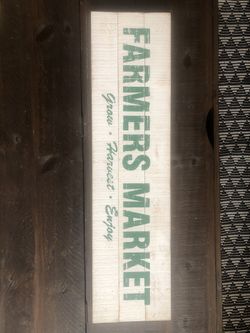 FARMERS MARKET
Grow • Harvest • Enjoy